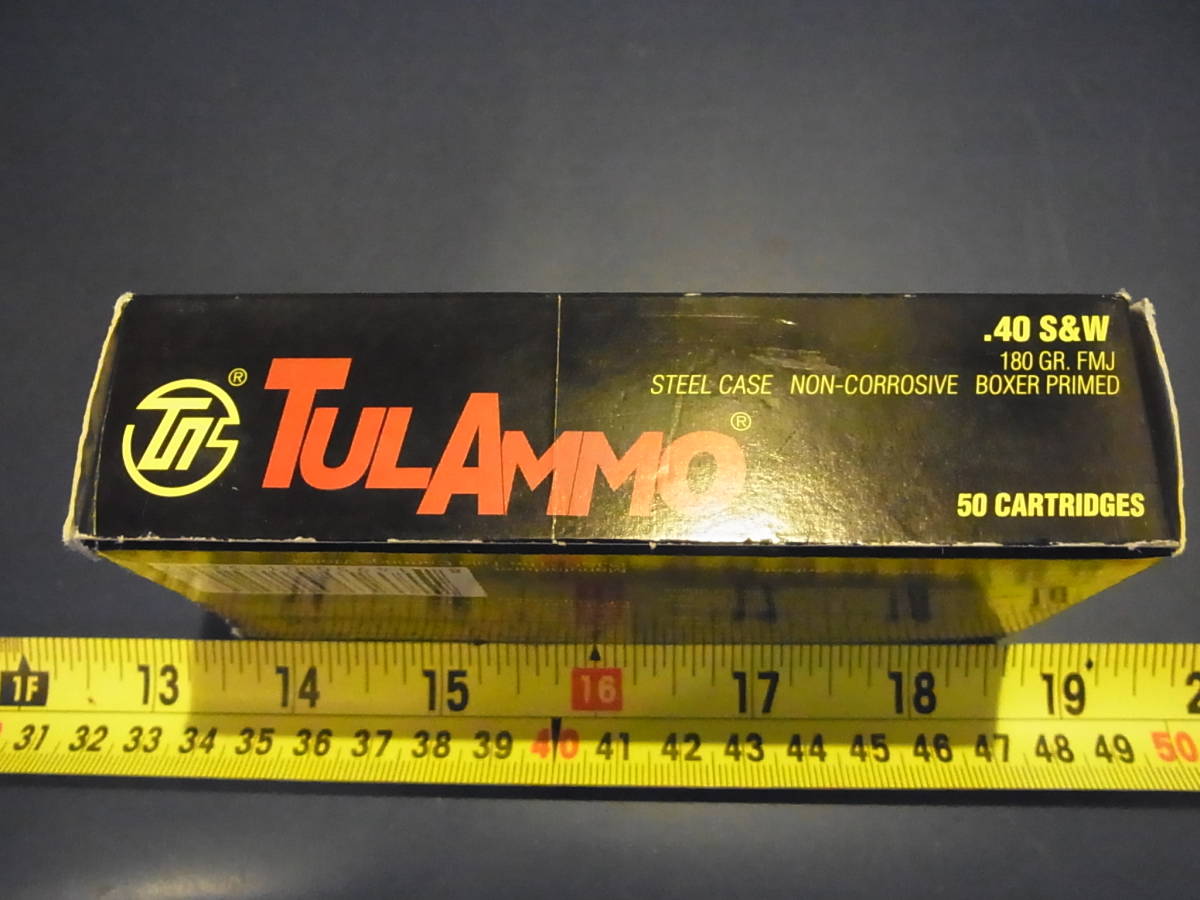 .40 S&W
180 GR. FMJ
STEEL CASE NON-CORROSIVE BOXER PRIMED
®
TULAMMO®
50 CARTRIDGES
1F 13 14 15 16 17 18 19
31 32 33 34 35 36 37 38 39 40 41 42 43 44 45 46 47 48 49 50